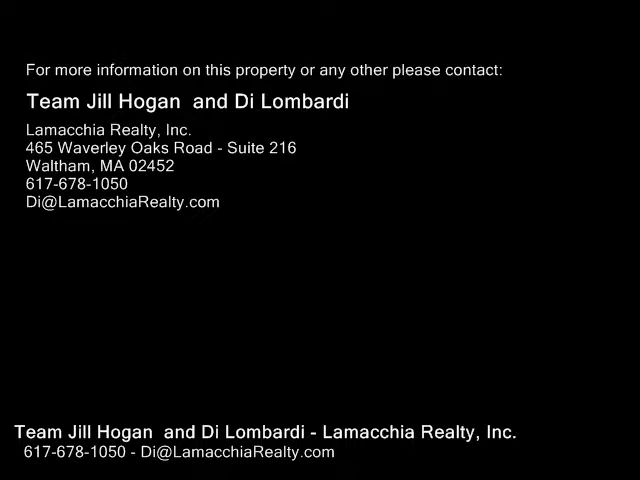 For more information on this property or any other please contact:
Team Jill Hogan  and Di Lombardi
Lamacchia Realty, Inc.
465 Waverley Oaks Road - Suite 216
Waltham, MA 02452
617-678-1050
Di@LamacchiaRealty.com
Team Jill Hogan  and Di Lombardi - Lamacchia Realty, Inc.
617-678-1050 - Di@LamacchiaRealty.com